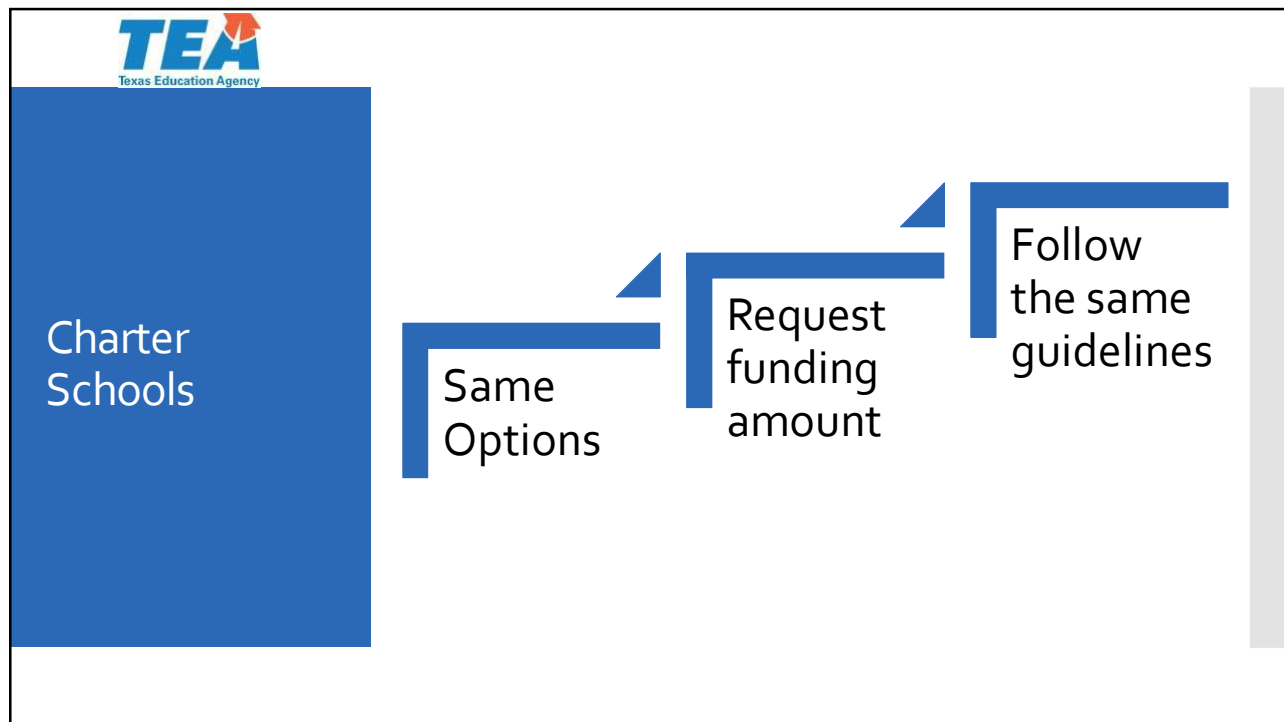 TEA
Texas Education Agency
Charter
Schools
Same
Options
Request
funding
amount
Follow
the same
guidelines